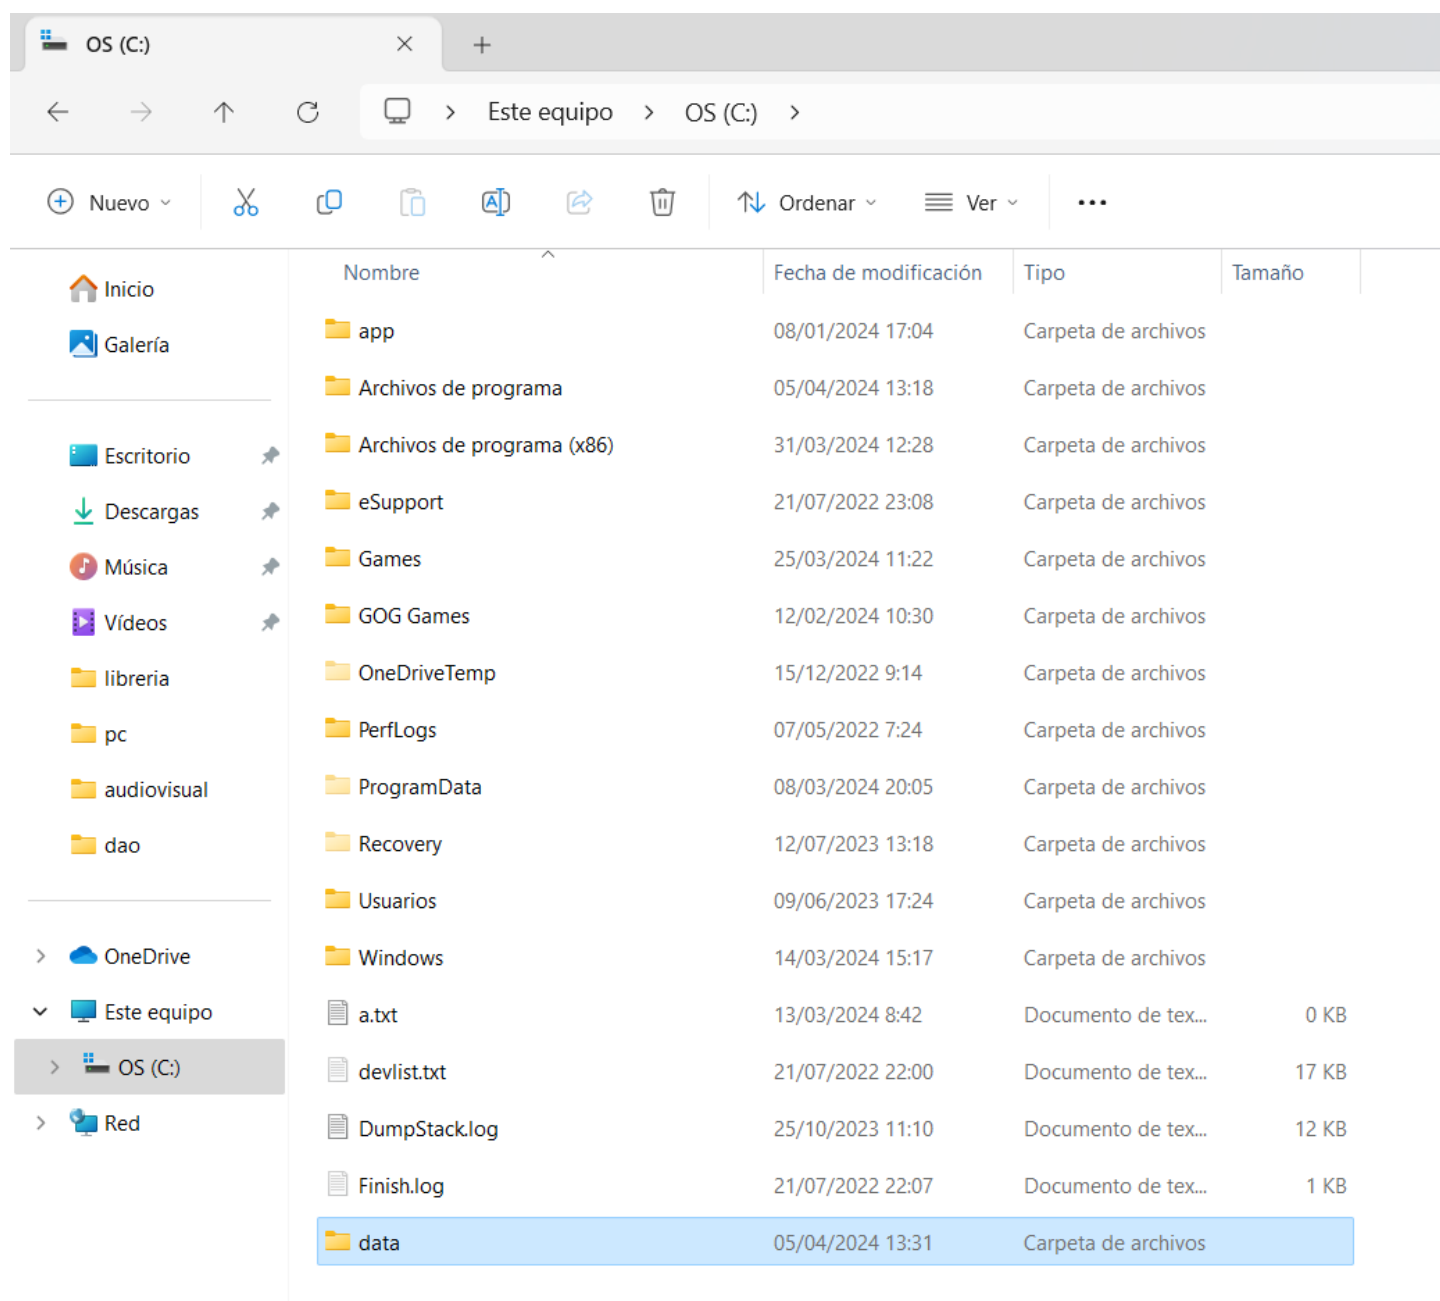 OS (C:)
Este equipo > OS (C:) >
Nuevo
Ordenar
Ver
Inicio
Galería
Escritorio
Descargas
Música
Vídeos
libreria
pc
audiovisual
dao
OneDrive
Este equipo
OS (C:)
Red
Nombre Fecha de modificación Tipo Tamaño
app 08/01/2024 17:04 Carpeta de archivos
Archivos de programa 05/04/2024 13:18 Carpeta de archivos
Archivos de programa (x86) 31/03/2024 12:28 Carpeta de archivos
eSupport 21/07/2022 23:08 Carpeta de archivos
Games 25/03/2024 11:22 Carpeta de archivos
GOG Games 12/02/2024 10:30 Carpeta de archivos
OneDriveTemp 15/12/2022 9:14 Carpeta de archivos
PerfLogs 07/05/2022 7:24 Carpeta de archivos
ProgramData 08/03/2024 20:05 Carpeta de archivos
Recovery 12/07/2023 13:18 Carpeta de archivos
Usuarios 09/06/2023 17:24 Carpeta de archivos
Windows 14/03/2024 15:17 Carpeta de archivos
a.txt 13/03/2024 8:42 Documento de tex... 0 KB
devlist.txt 21/07/2022 22:00 Documento de tex... 17 KB
DumpStack.log 25/10/2023 11:10 Documento de tex... 12 KB
Finish.log 21/07/2022 22:07 Documento de tex... 1 KB
data 05/04/2024 13:31 Carpeta de archivos